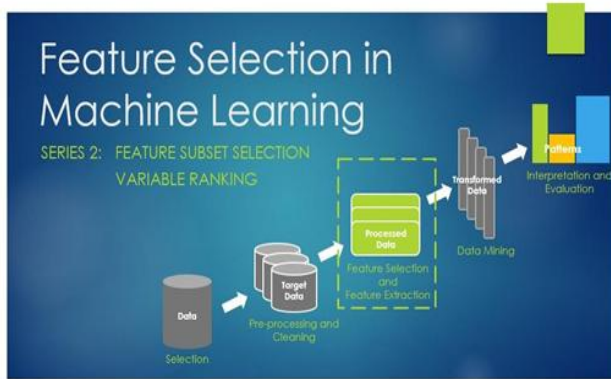 Feature Selection in
Machine Learning
SERIES 2: FEATURE SUBSET SELECTION
VARIABLE RANKING
Data
Selection
Target
Data
Pre-processing and
Cleaning
Processed
Data
Feature Selection
and
Feature Extraction
Transformed
Data
Data Mining
Patterns
Interpretation and
Evaluation